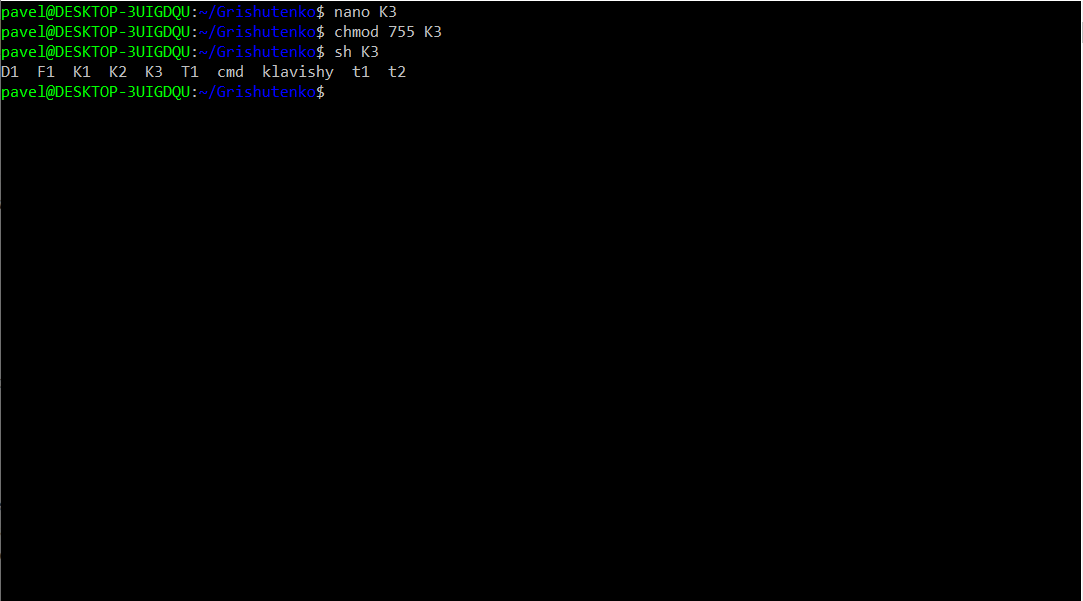 pavel@DESKTOP-3UIGDQU:~/Grishutenko$ nano K3
pavel@DESKTOP-3UIGDQU:~/Grishutenko$ chmod 755 K3
pavel@DESKTOP-3UIGDQU:~/Grishutenko$ sh K3
D1  F1  K1  K2  K3  T1  cmd  klavishy  t1  t2
pavel@DESKTOP-3UIGDQU:~/Grishutenko$